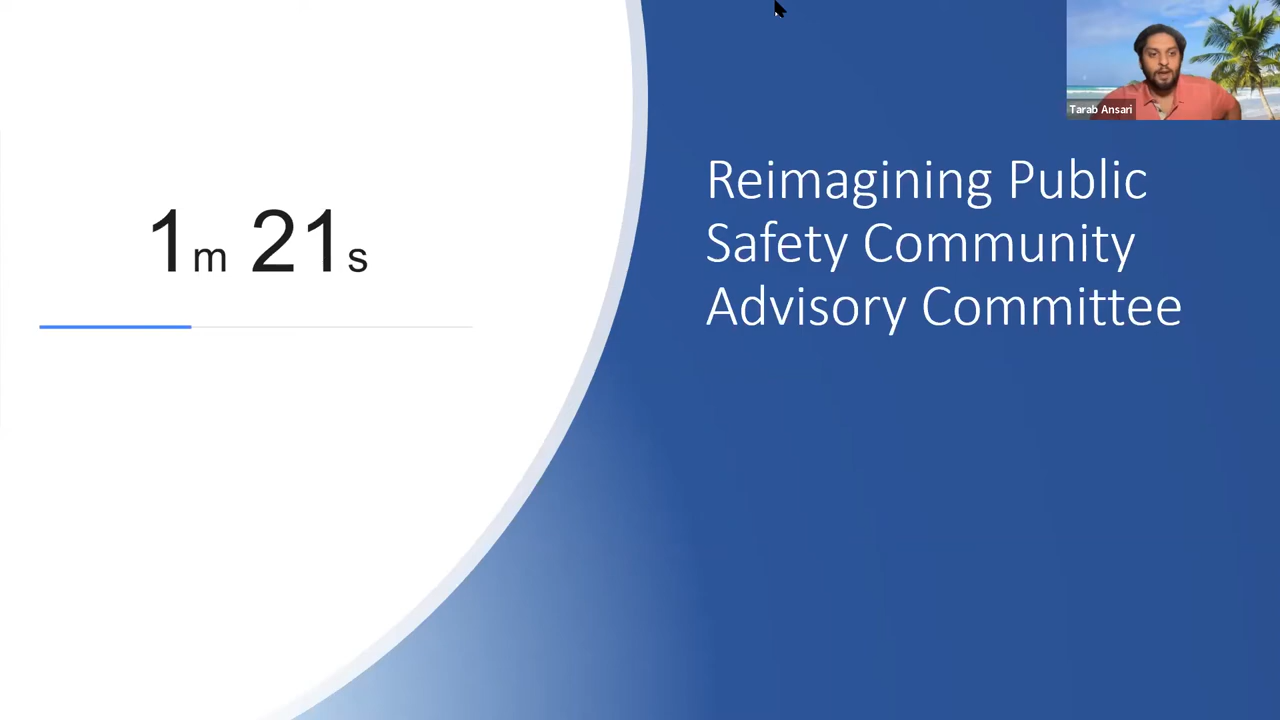 1m 21s
Reimagining Public
Safety Community
Advisory Committee
Tarab Ansari